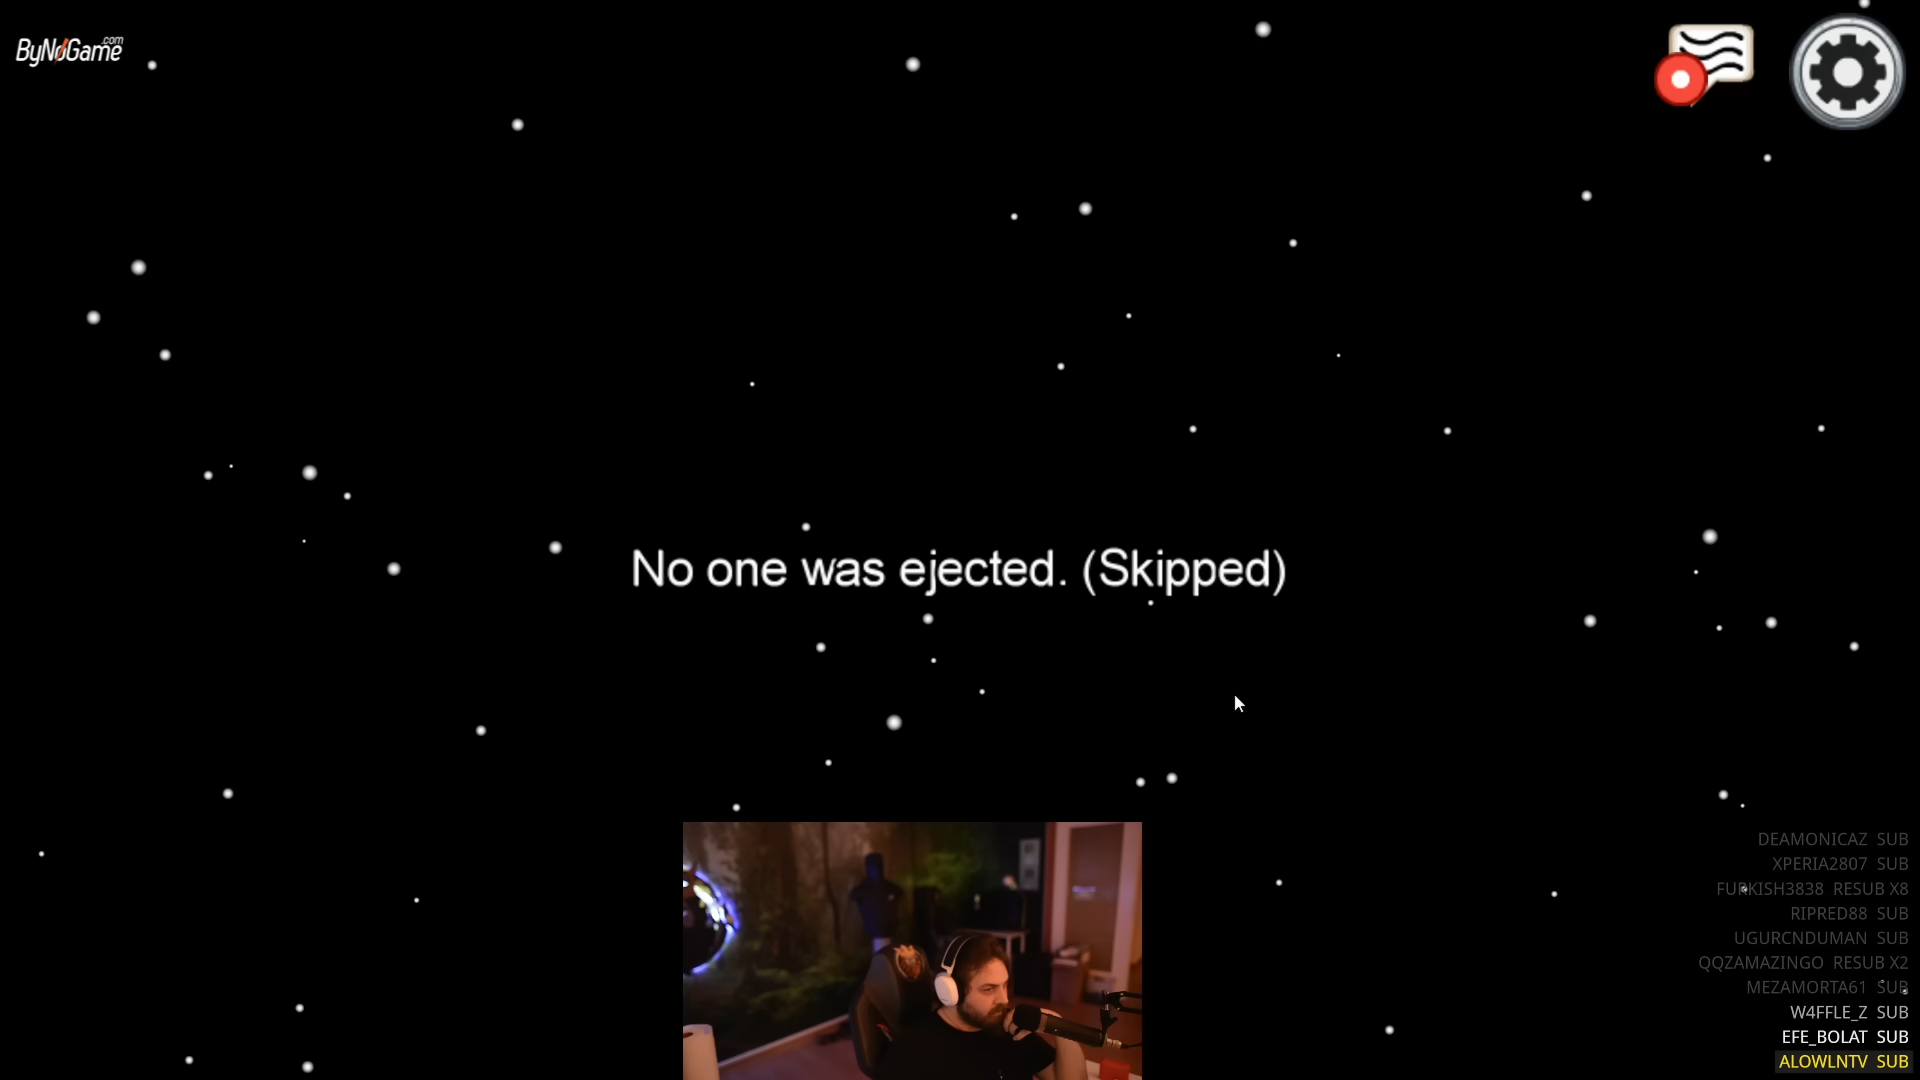 ByNoGame.com
No one was ejected. (Skipped)
DEAMONICAZ SUB
XPERIA2807 SUB
FURKISH3838 RESUB X8
RIPRED88 SUB
UGURCNDUMAN SUB
QQZAMAZINGO RESUB X2
MEZAMORTA61 SUB
W4FFLE_Z SUB
EFE_BOLAT SUB
ALOWLNTV SUB